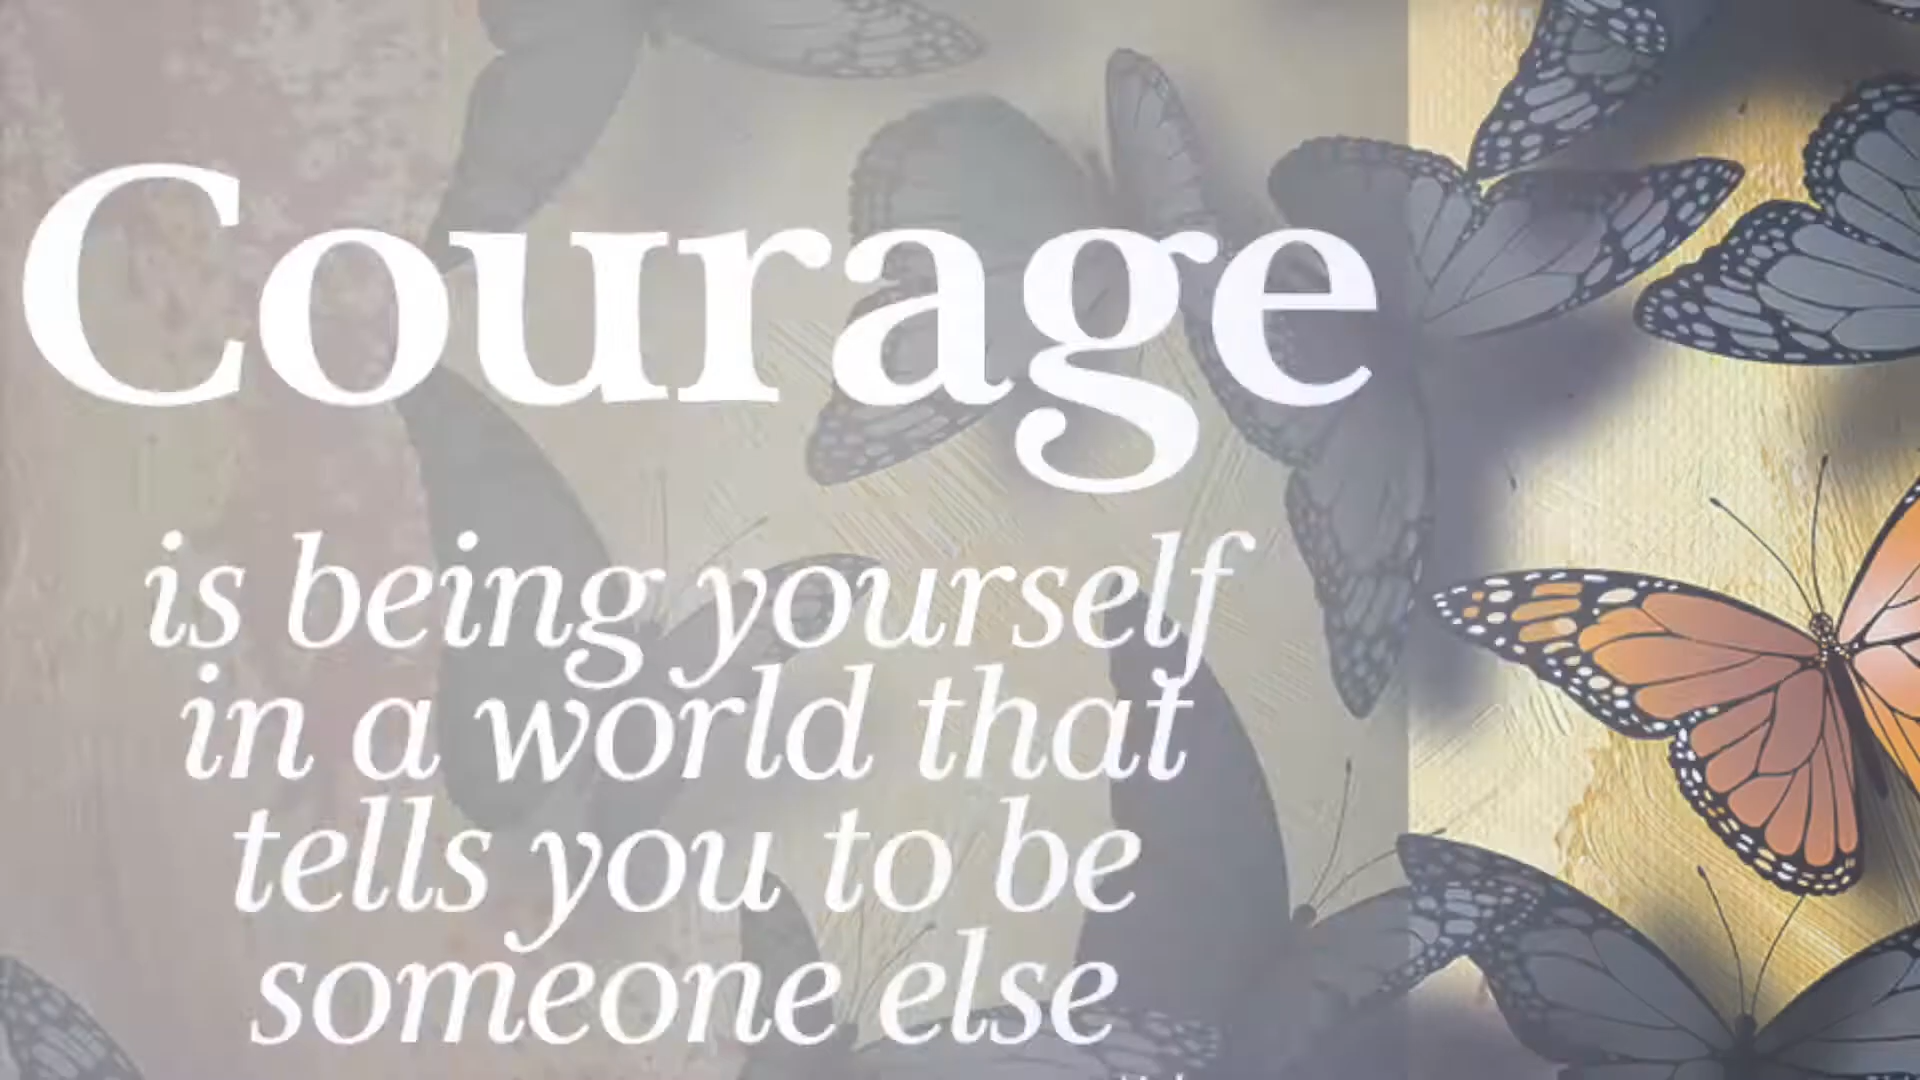 Courage
is being yourself
in a world that
tells you to be
someone else